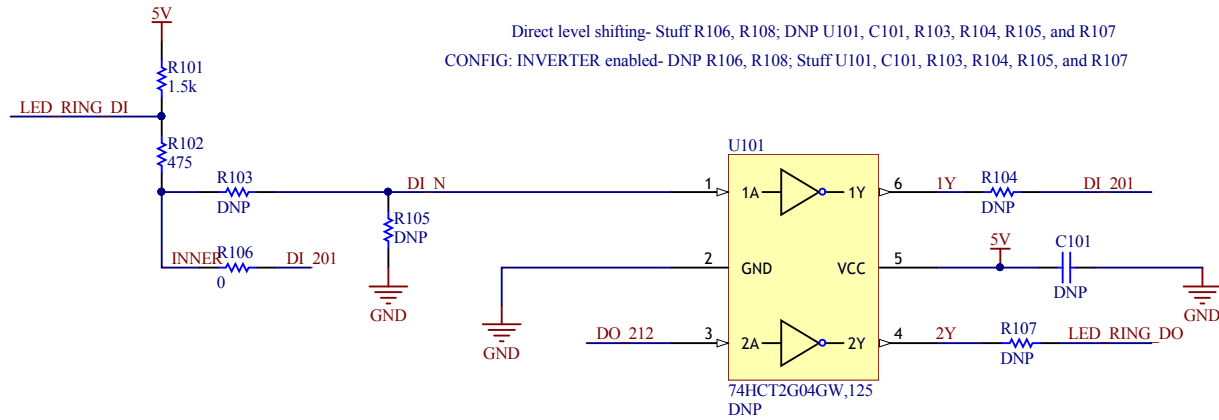 5V
Direct level shifting- Stuff R106, R108; DNP U101, C101, R103, R104, R105, and R107
CONFIG: INVERTER enabled- DNP R106, R108; Stuff U101, C101, R103, R104, R105, and R107
R101
1.5k
LED_RING_DI
R102
475
U101
R103
DNP
DI_N
1
1A
1Y
6
1Y
R104
DNP
DI_201
R105
DNP
INNER
R106
0
DI_201
GND
2
GND
VCC
5
5V
C101
DNP
GND
GND
DO_212
3
2A
2Y
4
2Y
R107
DNP
LED_RING_DO
74HCT2G04GW,125
DNP